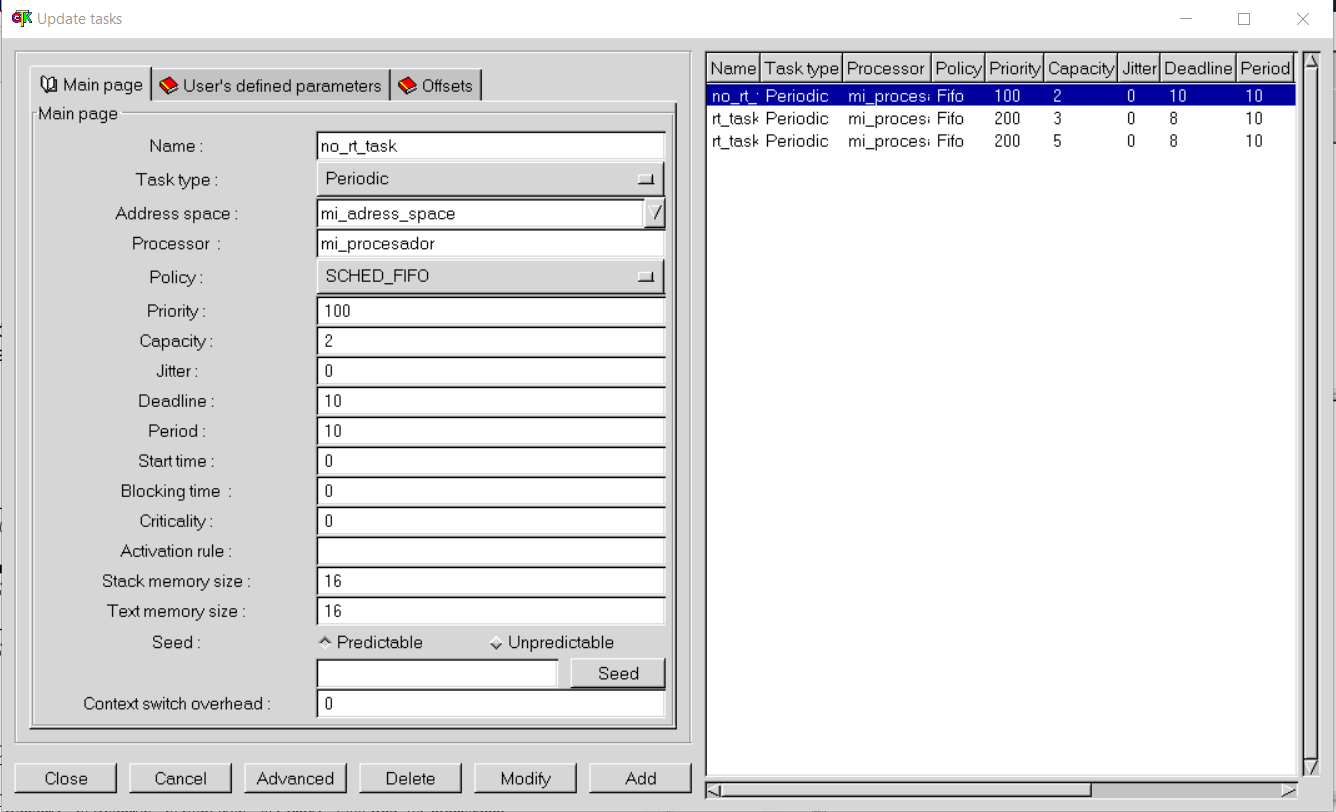 Update tasks
Main page User's defined parameters Offsets
Main page
Name : no_rt_task
Task type : Periodic
Address space : mi_adress_space
Processor : mi_procesador
Policy : SCHED_FIFO
Priority : 100
Capacity : 2
Jitter : 0
Deadline : 10
Period : 10
Start time : 0
Blocking time : 0
Criticality : 0
Activation rule :
Stack memory size : 16
Text memory size : 16
Seed : Predictable Unpredictable
Seed
Context switch overhead : 0
Close Cancel Advanced Delete Modify Add
Name Task type Processor Policy Priority Capacity Jitter Deadline Period
no_rt_ Periodic mi_proces Fifo 100 2 0 10 10
rt_task Periodic mi_proces Fifo 200 3 0 8 10
rt_task Periodic mi_proces Fifo 200 5 0 8 10